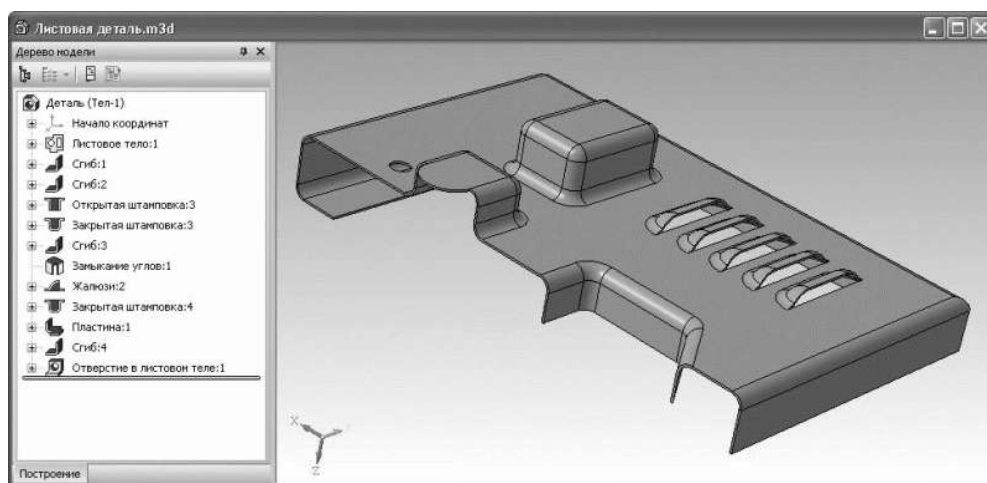 Листовая деталь.m3d
Дерево модели
Деталь (Тел-1)
Начало координат
Листовое тело:1
Сгиб:1
Сгиб:2
Открытая штамповка:3
Закрытая штамповка:3
Сгиб:3
Замыкание углов:1
Жалюзи:2
Закрытая штамповка:4
Пластина:1
Сгиб:4
Отверстие в листовом теле:1
Построение
X
Z